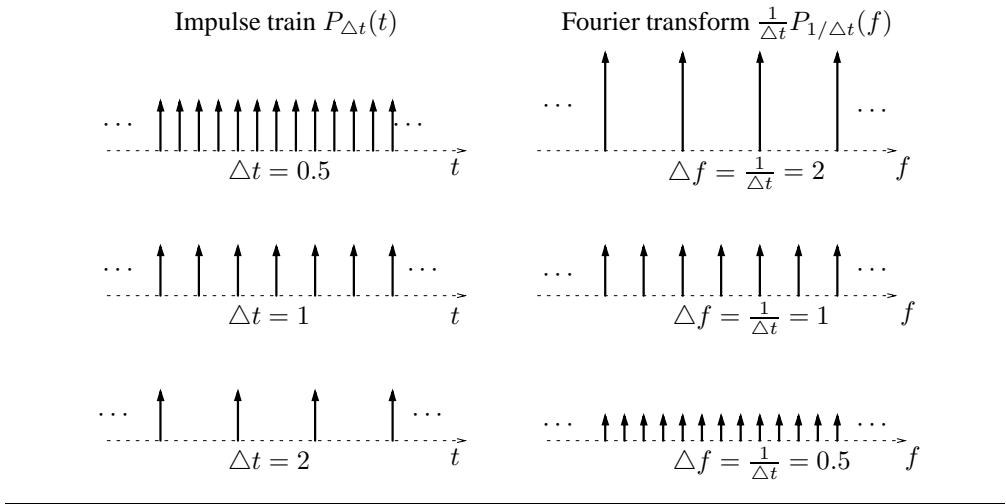 Impulse train P△t(t)
Fourier transform 1/△t P1/△t(f)
··· ···
△t = 0.5 t
··· ···
△f = 1/△t = 2 f
··· ···
△t = 1 t
··· ···
△f = 1/△t = 1 f
··· ···
△t = 2 t
··· ···
△f = 1/△t = 0.5 f